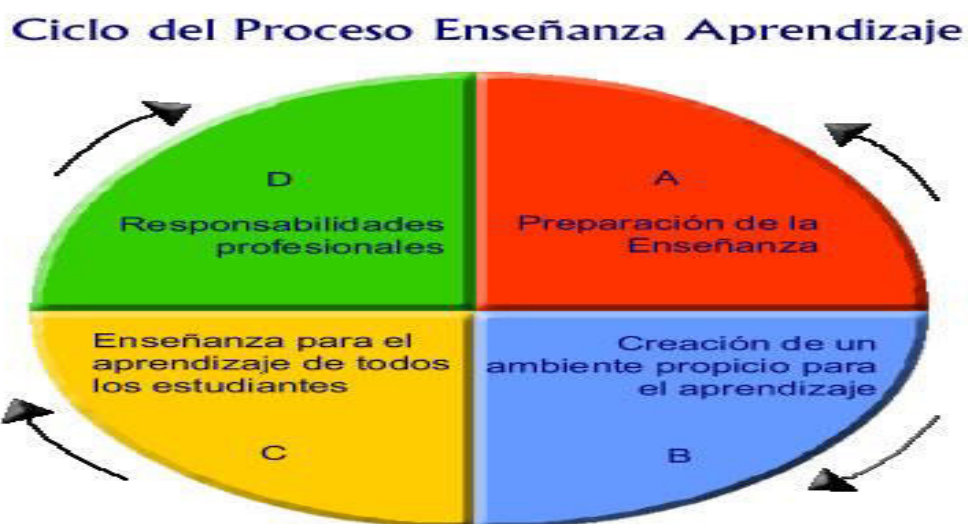 Ciclo del Proceso Enseñanza Aprendizaje
D
Responsabilidades
profesionales
A
Preparación de la
Enseñanza
Enseñanza para el
aprendizaje de todos
los estudiantes
C
Creación de un
ambiente propicio para
el aprendizaje
B